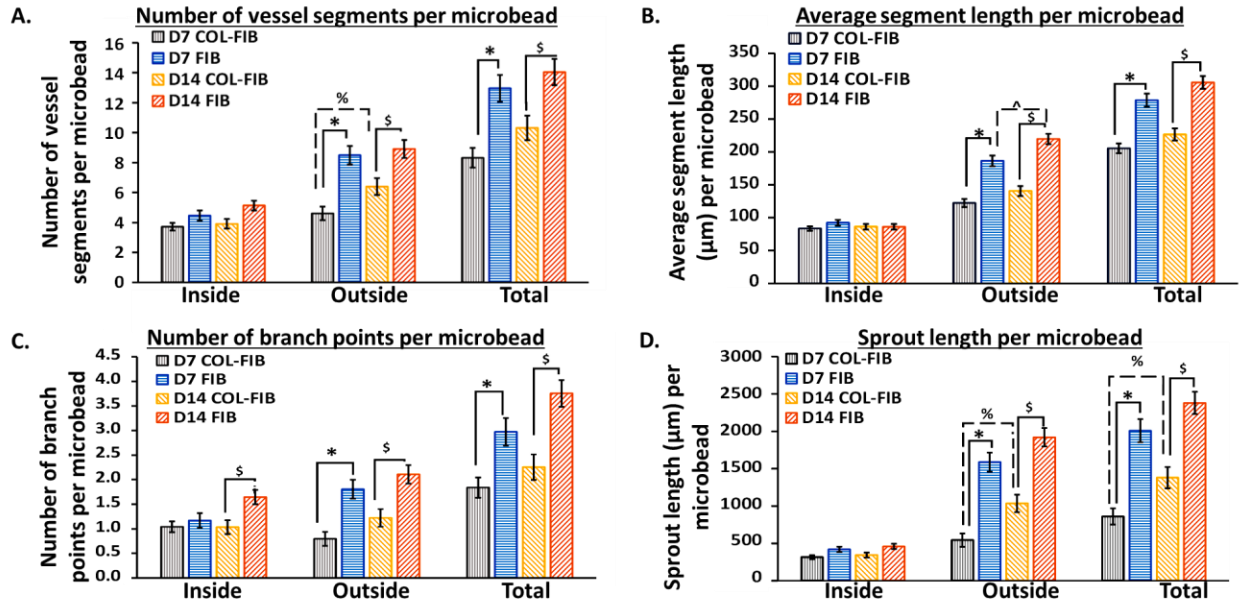 A.
Number of vessel segments per microbead
D7 COL-FIB
D7 FIB
D14 COL-FIB
D14 FIB
Number of vessel
segments per microbead
16
14
12
10
8
6
4
2
0
% * $ * $
Inside Outside Total
B.
Average segment length per microbead
D7 COL-FIB
D7 FIB
D14 COL-FIB
D14 FIB
Average segment length
(µm) per microbead
350
300
250
200
150
100
50
0
* ^ $ * $
Inside Outside Total
C.
Number of branch points per microbead
D7 COL-FIB
D7 FIB
D14 COL-FIB
D14 FIB
Number of branch
points per microbead
4.5
4.0
3.5
3.0
2.5
2.0
1.5
1.0
0.5
0.0
$ * $ * $
Inside Outside Total
D.
Sprout length per microbead
D7 COL-FIB
D7 FIB
D14 COL-FIB
D14 FIB
Sprout length (µm) per
microbead
3000
2500
2000
1500
1000
500
0
% * $ % * $
Inside Outside Total